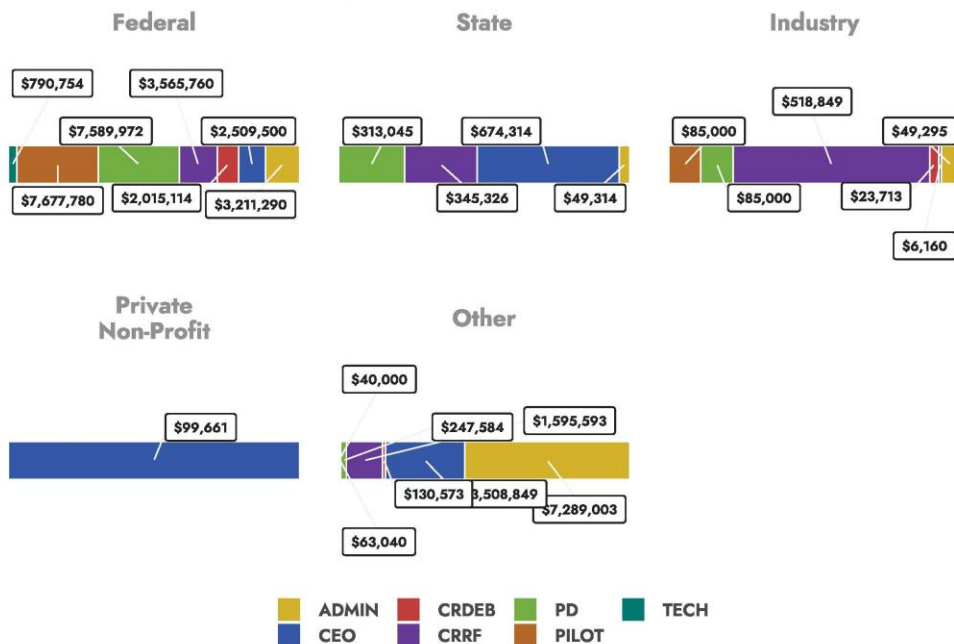 Federal
State
Industry
$790,754
$3,565,760
$518,849
$7,589,972
$2,509,500
$313,045
$674,314
$85,000
$49,295
$7,677,780
$2,015,114
$3,211,290
$345,326
$49,314
$85,000
$23,713
$6,160
Private
Non-Profit
Other
$40,000
$99,661
$247,584
$1,595,593
$130,573
3,508,849
$7,289,003
$63,040
ADMIN
CRDEB
PD
TECH
CEO
CRRF
PILOT